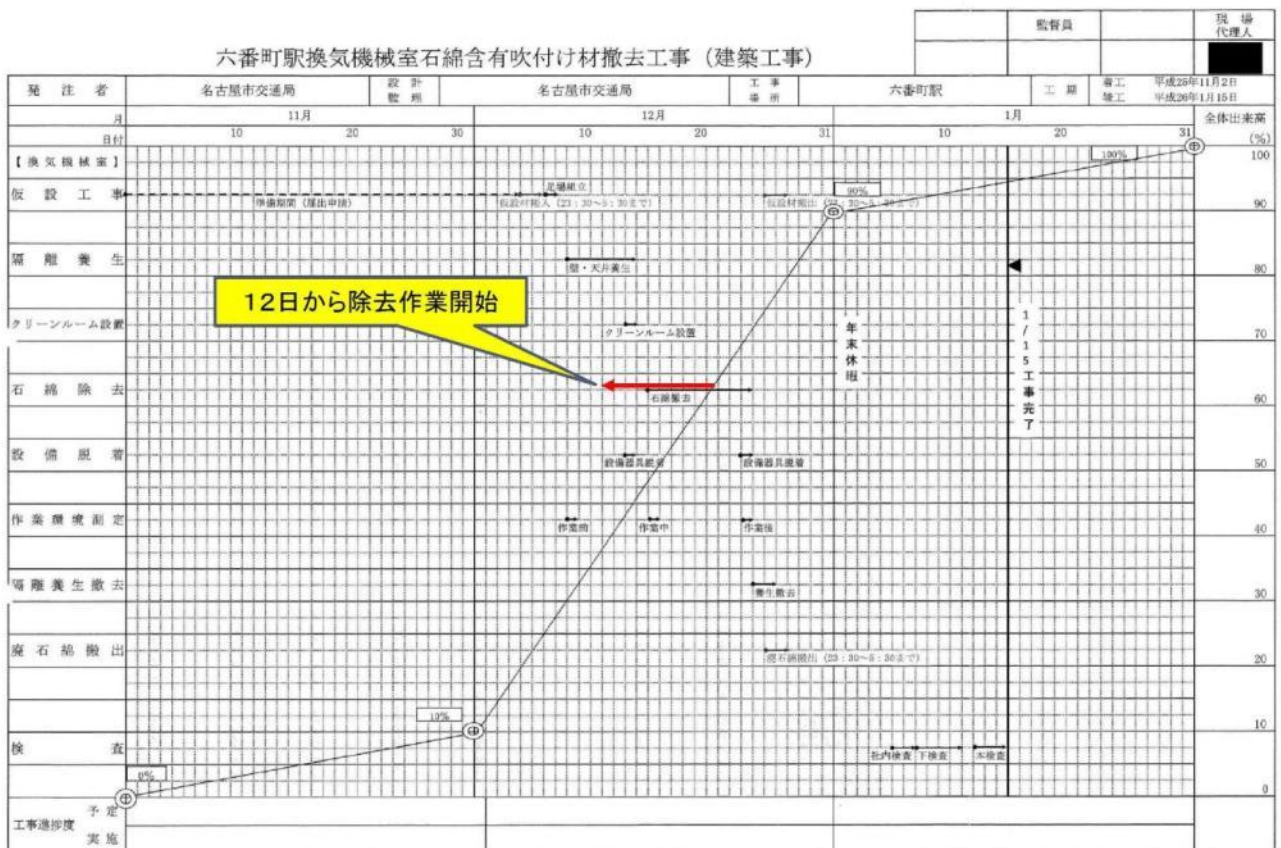 監督員
現場代理人
六番町駅換気機械室石綿含有吹付け材撤去工事（建築工事）
発注者 名古屋市交通局 設計監理 名古屋市交通局 工事場所 六番町駅 工期 着工 平成25年11月2日
竣工 平成26年1月15日
月 11月 12月 1月 全体出来高
日付 10 20 30 10 20 31 10 20 31 (%)
【換気機械室】 100% 100
仮設工事 足場組立 90%
準備期間（届出申請） 仮設材搬入（23：30〜5：30まで） 仮設材搬出（23：30〜5：30まで）
90
隔離養生 壁・天井養生
80
12日から除去作業開始
クリーンルーム設置 クリーンルーム設置
70
年末休暇
1/15工事完了
石綿除去 石綿撤去
60
設備脱着 設備器具脱着 設備器具脱着
50
作業環境測定 作業前 作業中 作業後
40
隔離養生撤去 養生撤去
30
廃石綿搬出 廃石綿搬出（23：30〜5：30まで）
20
10%
10
検査 社内検査 下検査 本検査
0%
0
工事進捗度 予定
実施